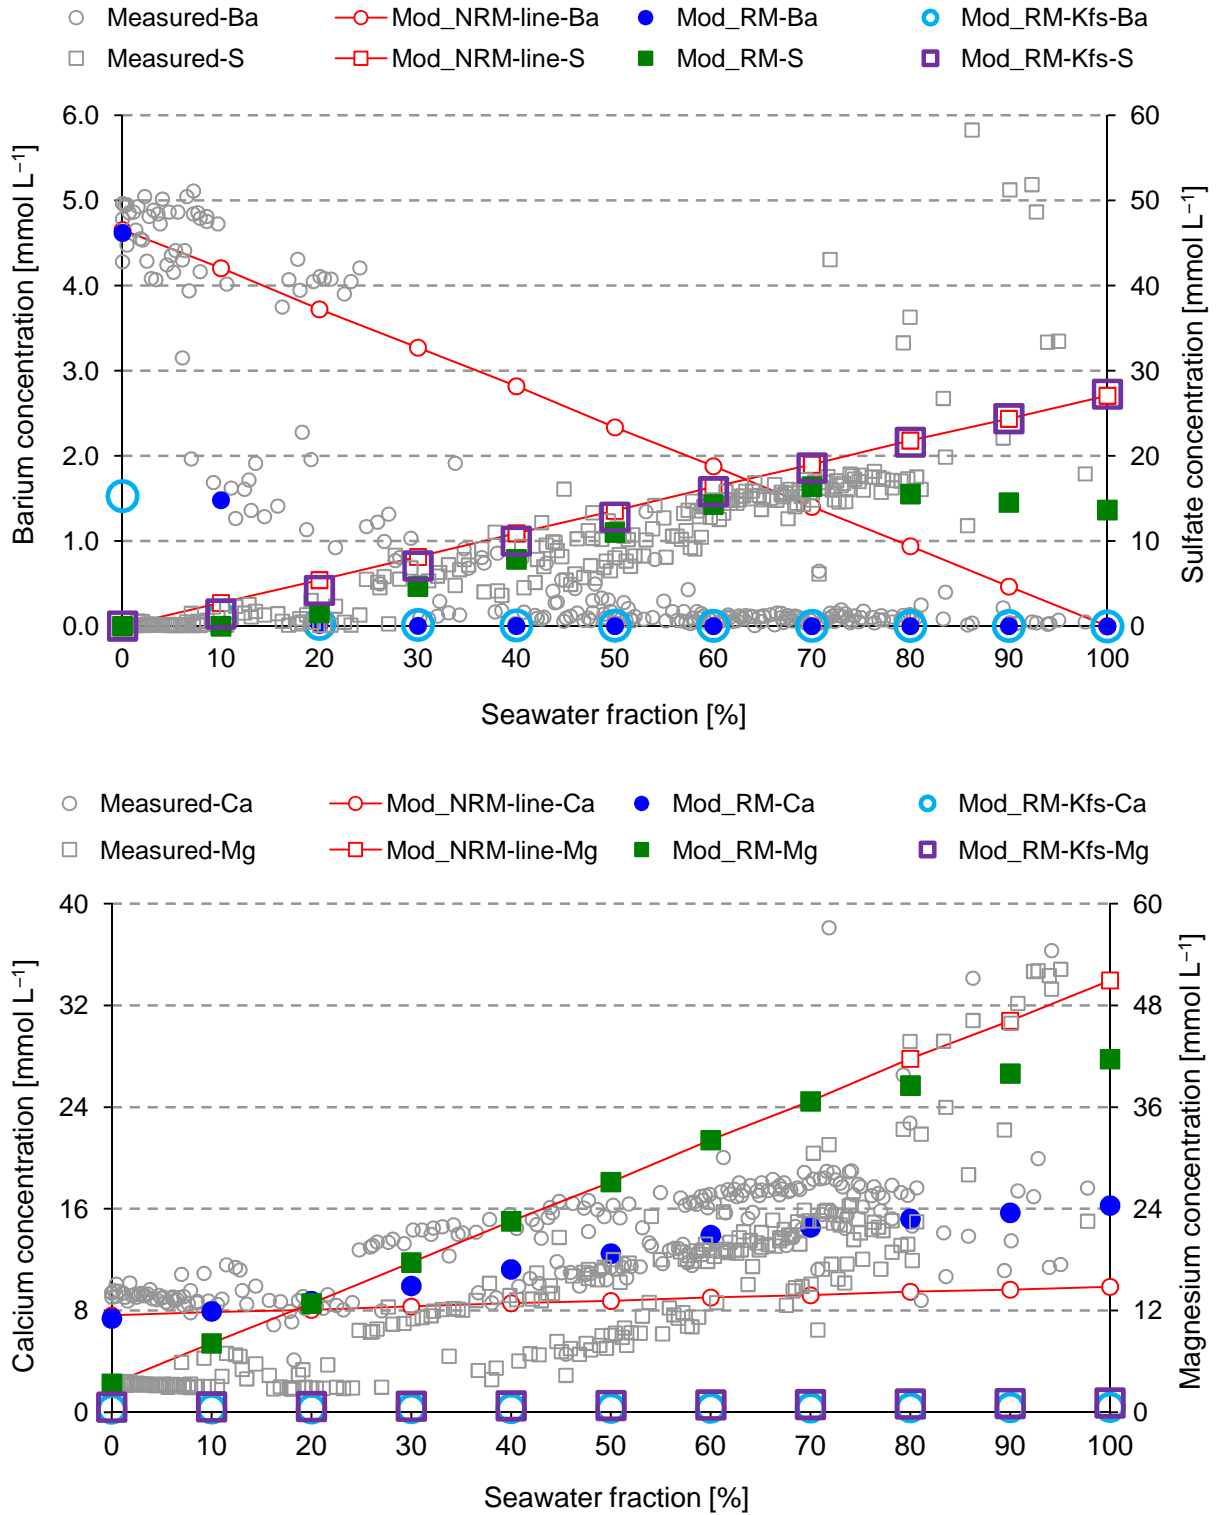 Measured-Ba Mod_NRM-line-Ba Mod_RM-Ba Mod_RM-Kfs-Ba
Measured-S Mod_NRM-line-S Mod_RM-S Mod_RM-Kfs-S
Barium concentration [mmol L−1]
6.0
5.0
4.0
3.0
2.0
1.0
0.0
60
50
40
30
20
10
0
Sulfate concentration [mmol L−1]
0 10 20 30 40 50 60 70 80 90 100
Seawater fraction [%]
Measured-Ca Mod_NRM-line-Ca Mod_RM-Ca Mod_RM-Kfs-Ca
Measured-Mg Mod_NRM-line-Mg Mod_RM-Mg Mod_RM-Kfs-Mg
Calcium concentration [mmol L−1]
40
32
24
16
8
0
60
48
36
24
12
0
Magnesium concentration [mmol L−1]
0 10 20 30 40 50 60 70 80 90 100
Seawater fraction [%]